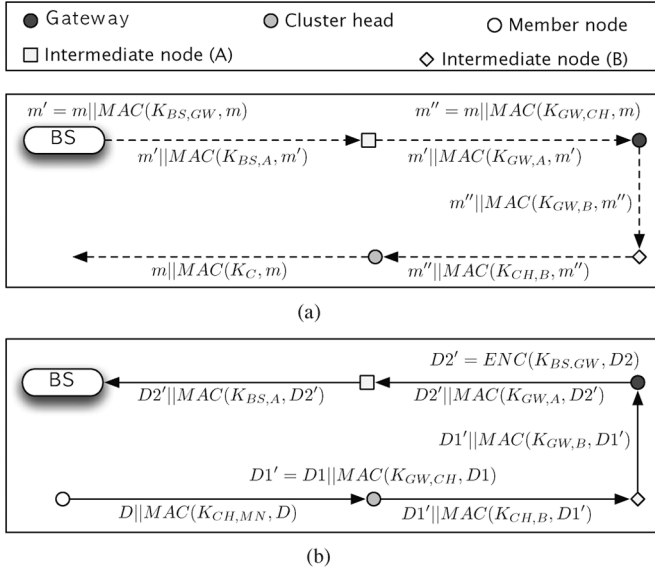 Gateway
Cluster head
Member node
Intermediate node (A)
Intermediate node (B)
m' = m||MAC(K_{BS,GW}, m)
m'' = m||MAC(K_{GW,CH}, m)
BS
m'||MAC(K_{BS,A}, m')
m'||MAC(K_{GW,A}, m')
m''||MAC(K_{GW,B}, m'')
m||MAC(K_C, m)
m''||MAC(K_{CH,B}, m'')
(a)
D2' = ENC(K_{BS.GW}, D2)
BS
D2'||MAC(K_{BS,A}, D2')
D2'||MAC(K_{GW,A}, D2')
D1'||MAC(K_{GW,B}, D1')
D1' = D1||MAC(K_{GW,CH}, D1)
D||MAC(K_{CH,MN}, D)
D1'||MAC(K_{CH,B}, D1')
(b)